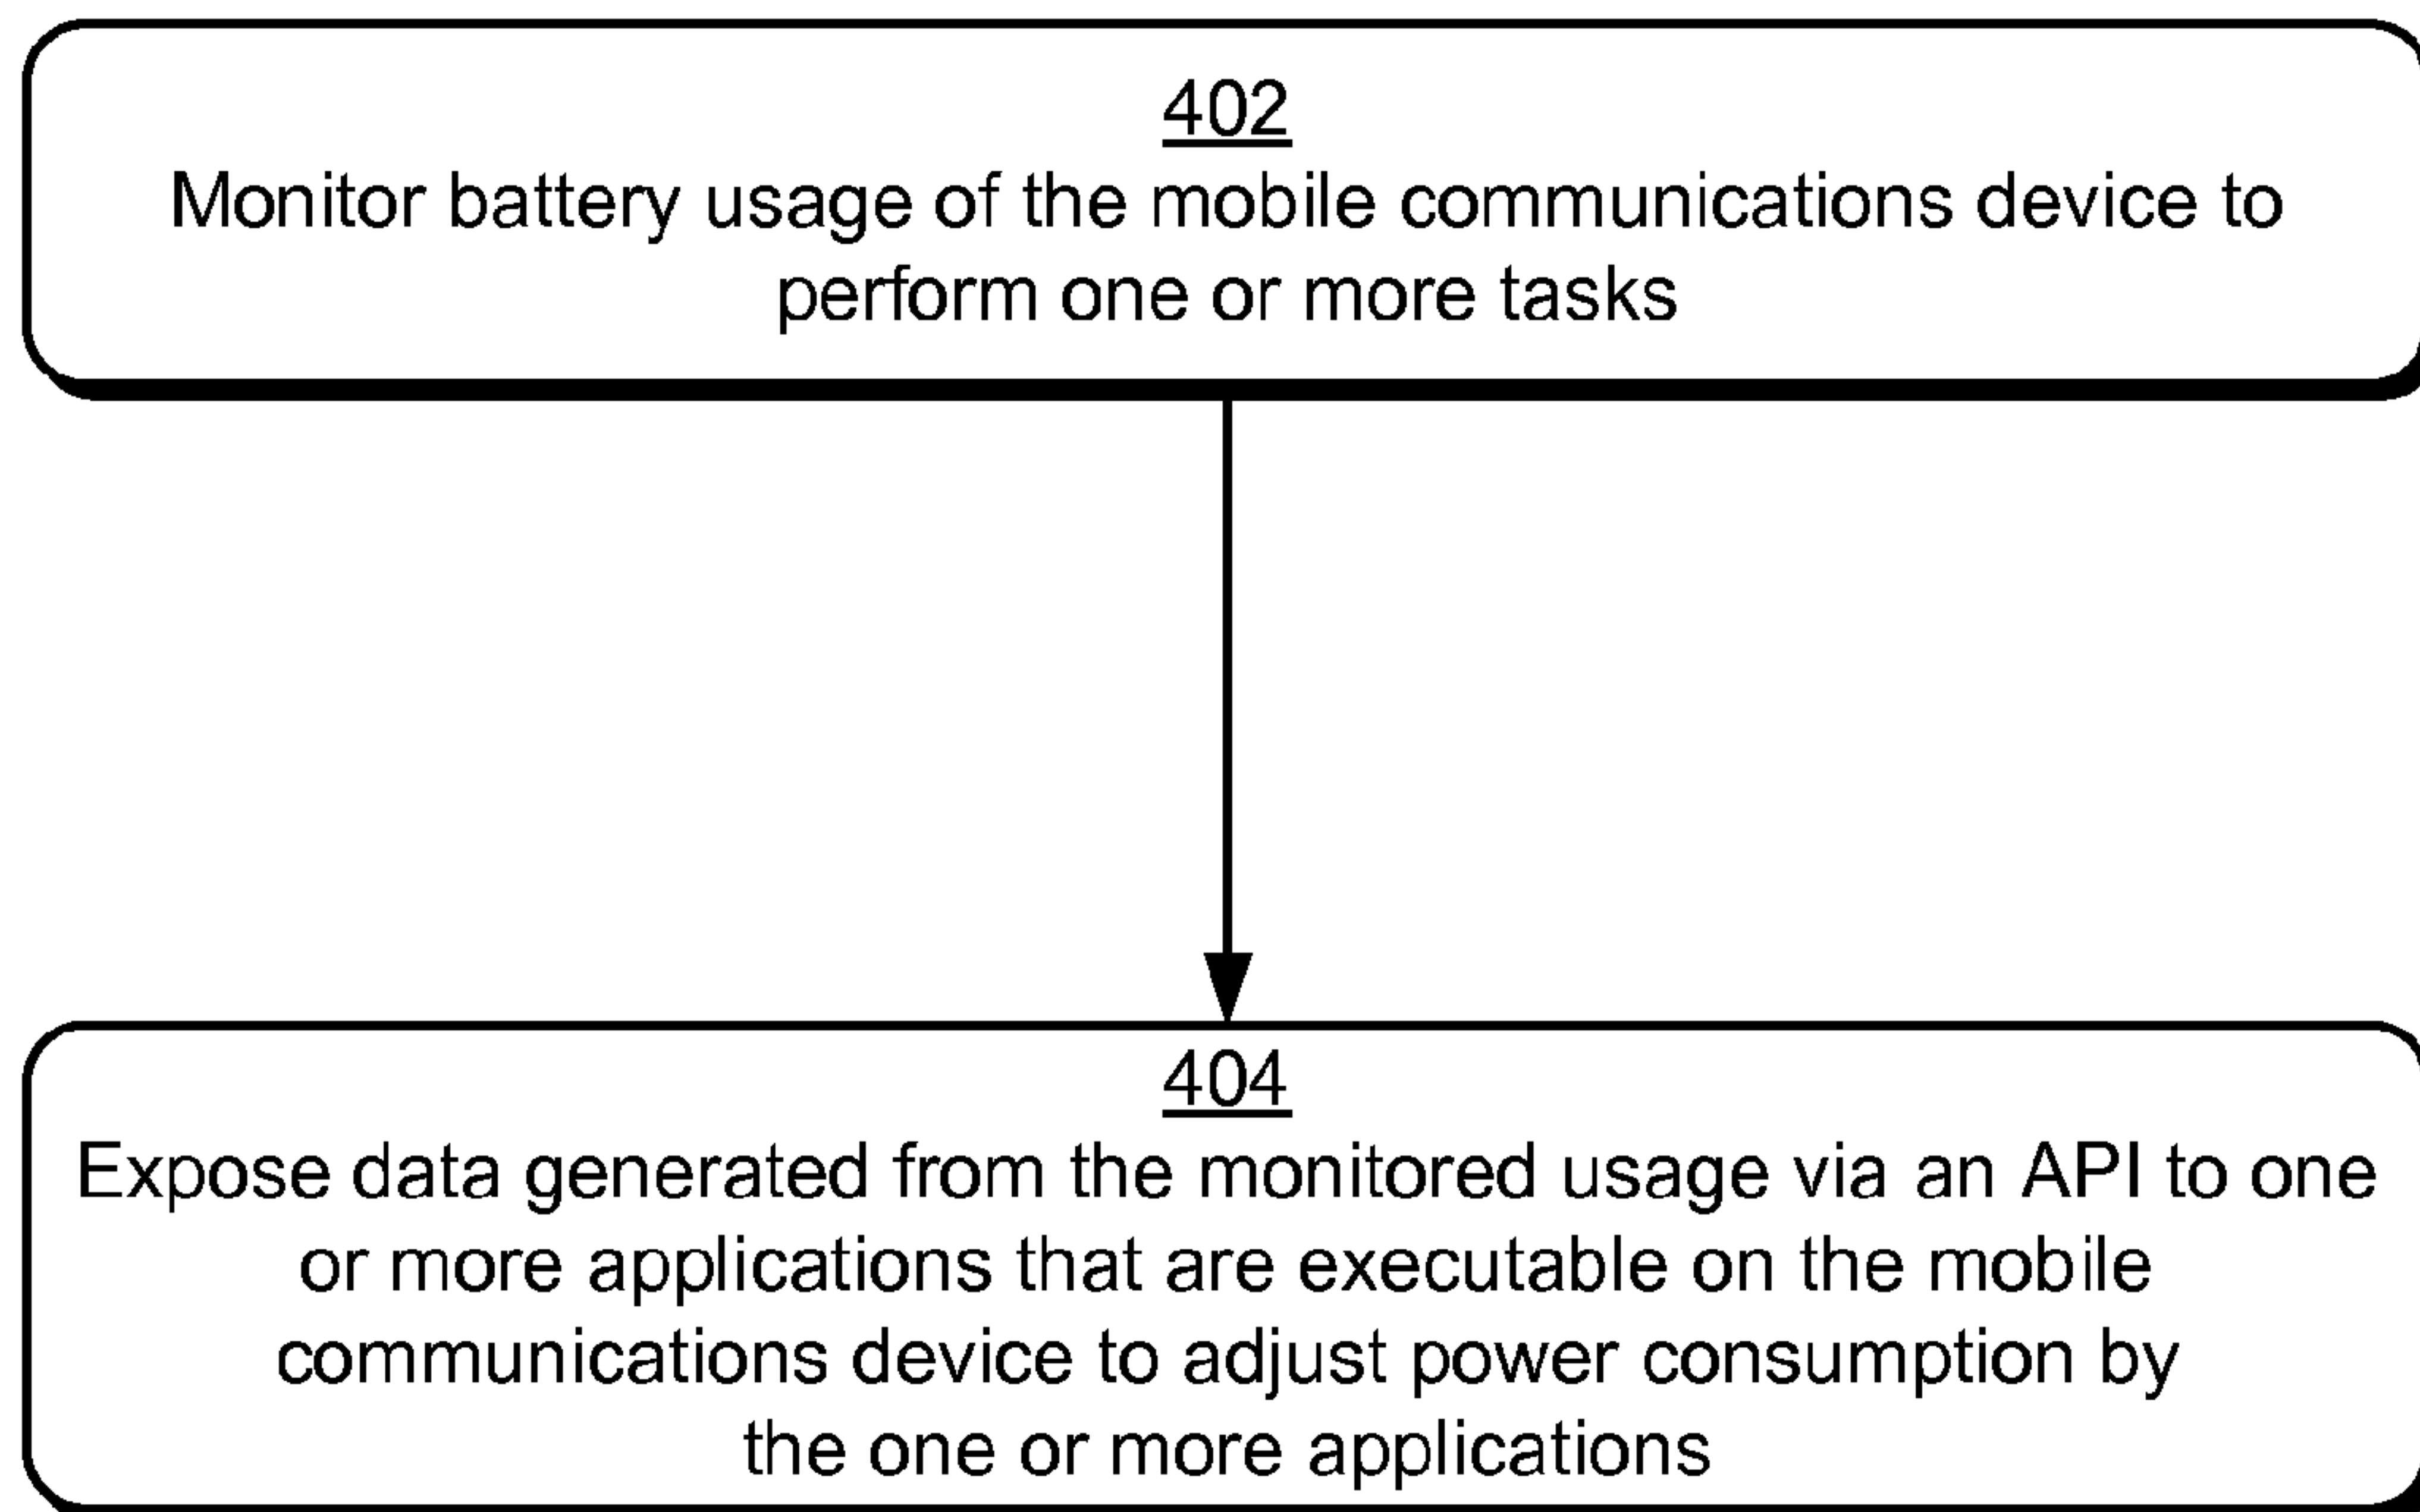 402
Monitor battery usage of the mobile communications device to
perform one or more tasks
404
Expose data generated from the monitored usage via an API to one
or more applications that are executable on the mobile
communications device to adjust power consumption by
the one or more applications